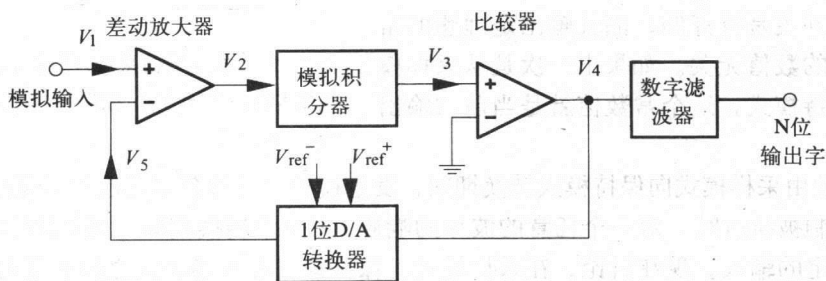 差动放大器
比较器
V1
V2
V3
V4
+
−
模拟积
分器
+
−
数字滤
波器
模拟输入
N位
输出字
V5
Vref−
Vref+
1位D/A
转换器